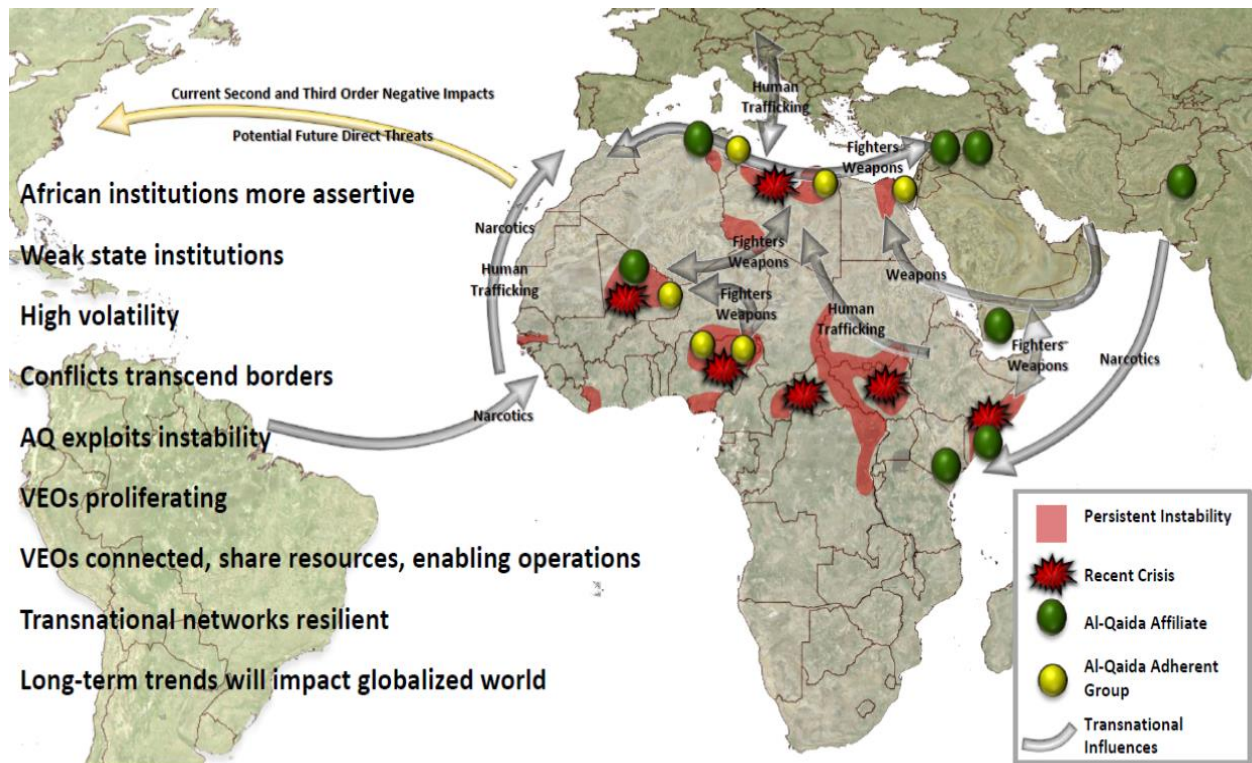 Current Second and Third Order Negative Impacts
Potential Future Direct Threats
African institutions more assertive
Weak state institutions
High volatility
Conflicts transcend borders
AQ exploits instability
VEOs proliferating
VEOs connected, share resources, enabling operations
Transnational networks resilient
Long-term trends will impact globalized world
Human
Trafficking
Fighters
Weapons
Narcotics
Human
Trafficking
Fighters
Weapons
Fighters
Weapons
Weapons
Human
Trafficking
Fighters
Weapons
Narcotics
Narcotics
Persistent Instability
Recent Crisis
Al-Qaida Affiliate
Al-Qaida Adherent
Group
Transnational
Influences